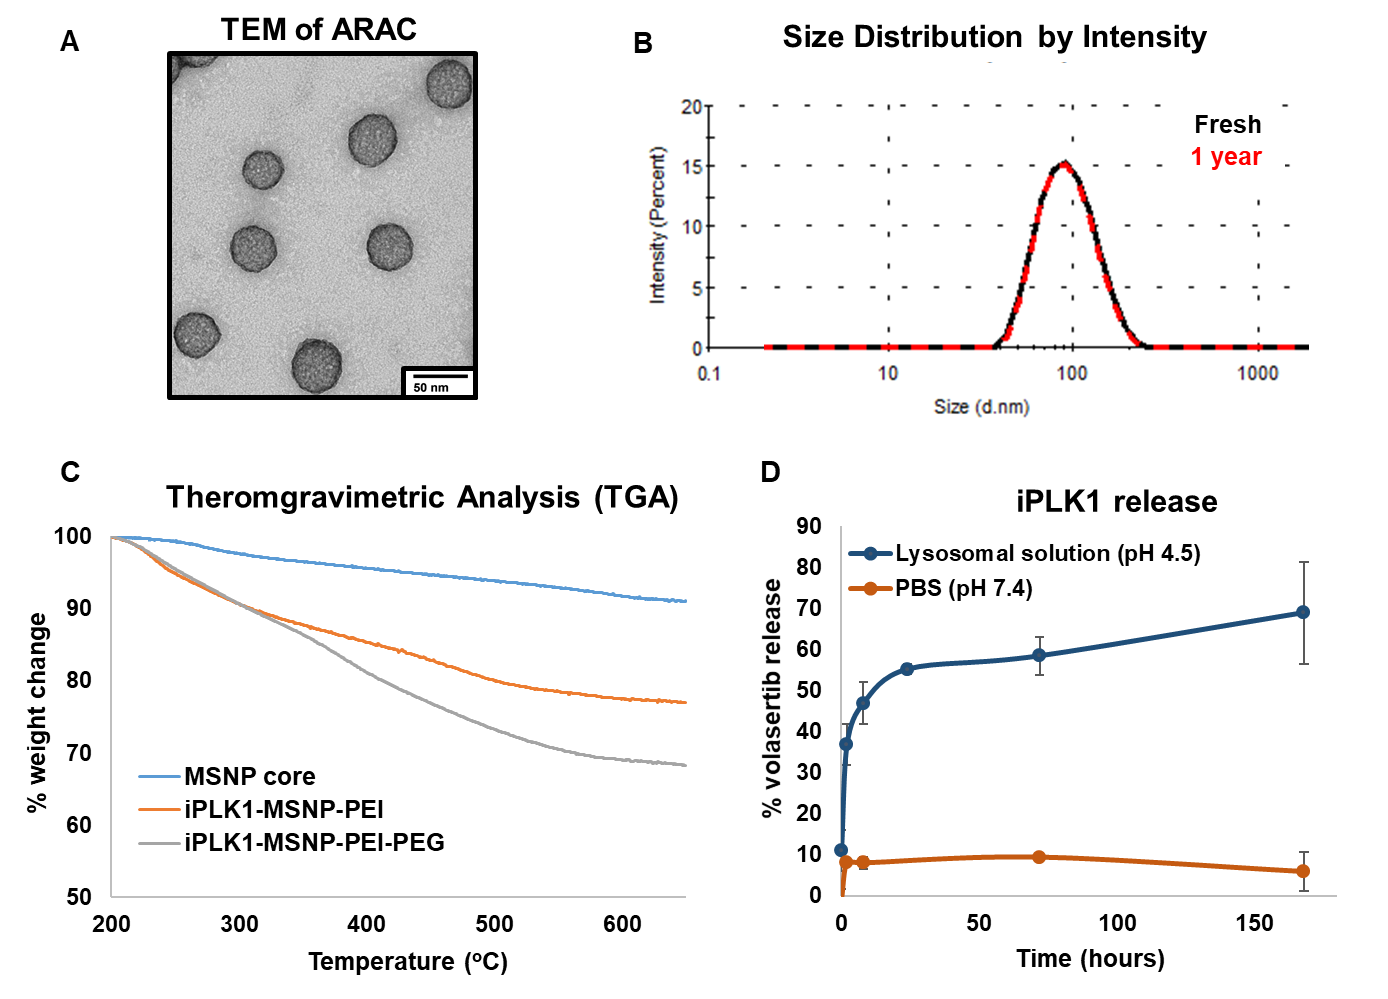 A
TEM of ARAC
50 nm
B
Size Distribution by Intensity
Fresh
1 year
Intensity (Percent)
20
15
10
5
0
0.1
10
100
1000
Size (d.nm)
C
Theromgravimetric Analysis (TGA)
% weight change
100
90
80
70
60
50
MSNP core
iPLK1-MSNP-PEI
iPLK1-MSNP-PEI-PEG
200
300
400
500
600
Temperature (ºC)
D
iPLK1 release
% volasertib release
90
80
70
60
50
40
30
20
10
0
Lysosomal solution (pH 4.5)
PBS (pH 7.4)
0
50
100
150
Time (hours)